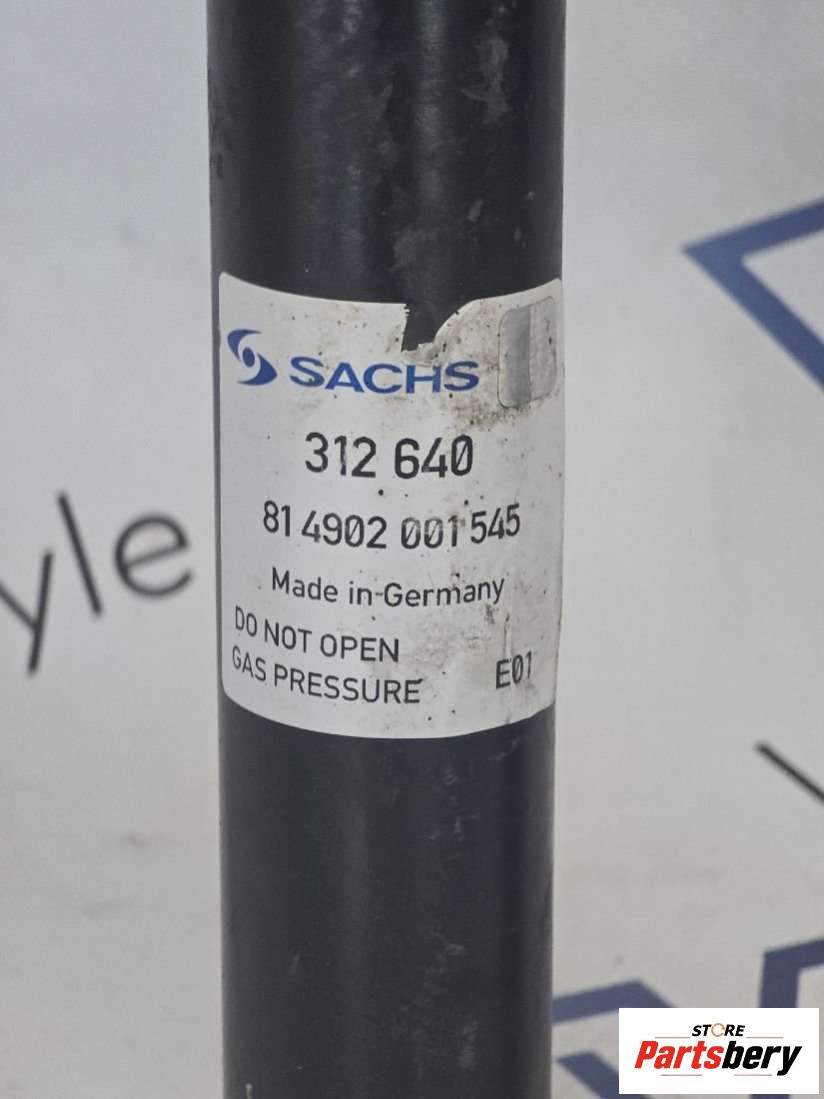 SACHS
312 640
81 4902 001 545
Made in Germany
DO NOT OPEN
GAS PRESSURE E01
yle
STORE
Partsbery